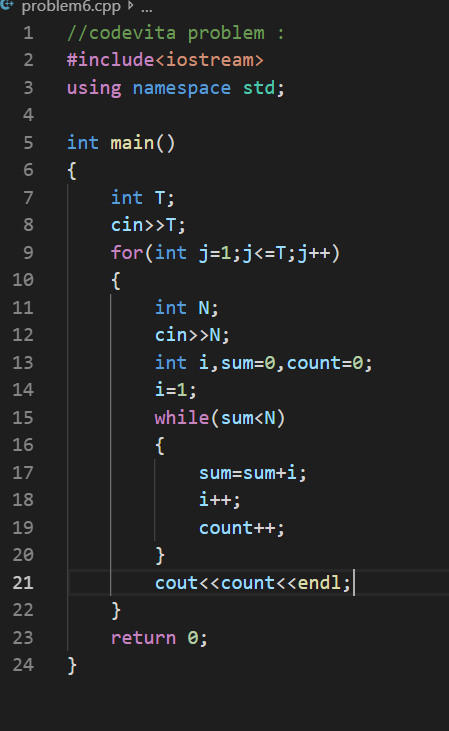 problem6.cpp > ...
1 //codevita problem :
2 #include<iostream>
3 using namespace std;
4
5 int main()
6 {
7     int T;
8     cin>>T;
9     for(int j=1;j<=T;j++)
10     {
11         int N;
12         cin>>N;
13         int i,sum=0,count=0;
14         i=1;
15         while(sum<N)
16         {
17             sum=sum+i;
18             i++;
19             count++;
20         }
21         cout<<count<<endl;
22     }
23     return 0;
24 }